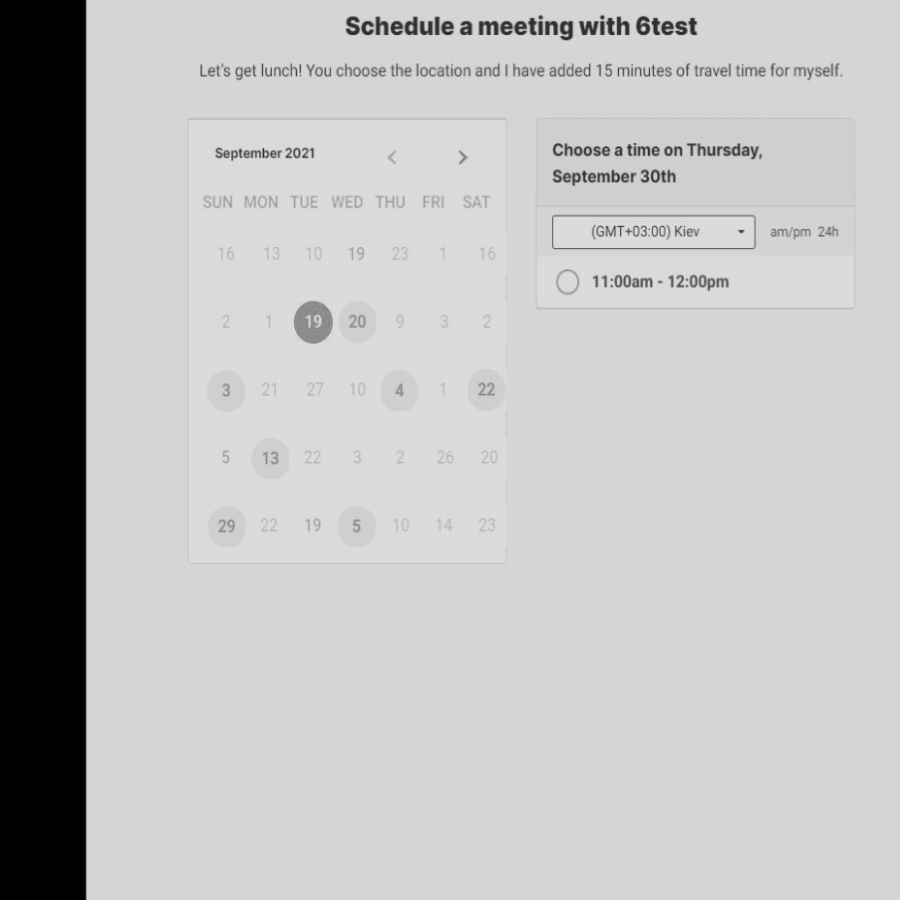 Schedule a meeting with 6test
Let's get lunch! You choose the location and I have added 15 minutes of travel time for myself.
September 2021
SUN MON TUE WED THU FRI SAT
16 13 10 19 23 1 16
2 1 19 20 9 3 2
3 21 27 10 4 1 22
5 13 22 3 2 26 20
29 22 19 5 10 14 23
Choose a time on Thursday,
September 30th
(GMT+03:00) Kiev am/pm 24h
11:00am - 12:00pm